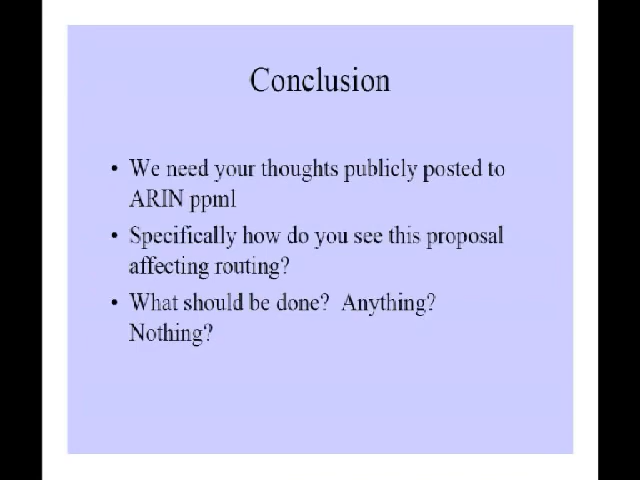 Conclusion
• We need your thoughts publicly posted to
ARIN ppml
• Specifically how do you see this proposal
affecting routing?
• What should be done?  Anything?
Nothing?